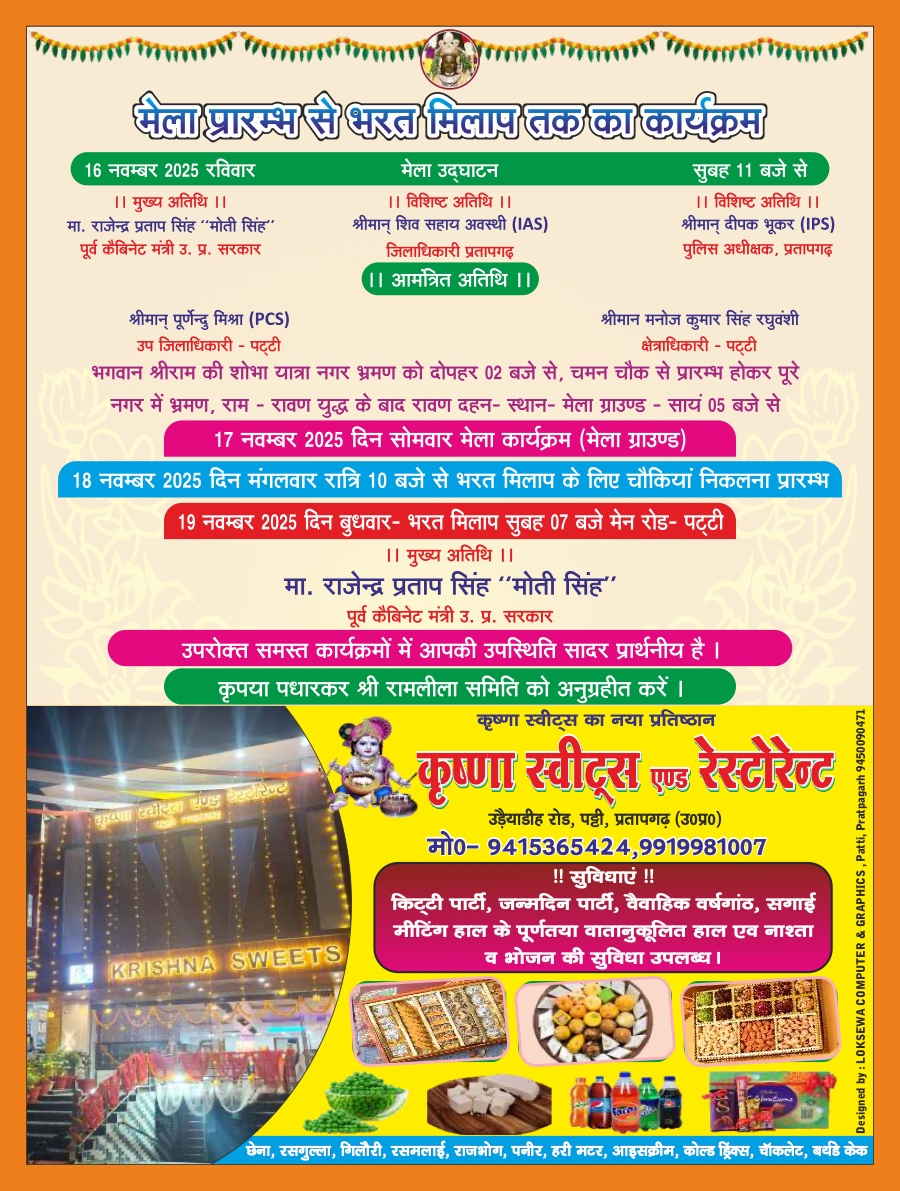 मेला प्रारम्भ से भरत मिलाप तक का कार्यक्रम
16 नवम्बर 2025 रविवार मेला उद्घाटन सुबह 11 बजे से
।। मुख्य अतिथि ।। ।। विशिष्ट अतिथि ।। ।। विशिष्ट अतिथि ।।
मा. राजेन्द्र प्रताप सिंह ‘‘मोती सिंह’’ श्रीमान् शिव सहाय अवस्थी (IAS) श्रीमान् दीपक भूकर (IPS)
पूर्व कैबिनेट मंत्री उ. प्र. सरकार जिलाधिकारी प्रतापगढ़ पुलिस अधीक्षक, प्रतापगढ़
।। आमंत्रित अतिथि ।।
श्रीमान् पूर्णेन्दु मिश्रा (PCS) श्रीमान मनोज कुमार सिंह रघुवंशी
उप जिलाधिकारी - पट्टी क्षेत्राधिकारी - पट्टी
भगवान श्रीराम की शोभा यात्रा नगर भ्रमण को दोपहर 02 बजे से, चमन चौक से प्रारम्भ होकर पूरे
नगर में भ्रमण, राम - रावण युद्ध के बाद रावण दहन- स्थान- मेला ग्राउण्ड - सायं 05 बजे से
17 नवम्बर 2025 दिन सोमवार मेला कार्यक्रम (मेला ग्राउण्ड)
18 नवम्बर 2025 दिन मंगलवार रात्रि 10 बजे से भरत मिलाप के लिए चौकियां निकलना प्रारम्भ
19 नवम्बर 2025 दिन बुधवार- भरत मिलाप सुबह 07 बजे मेन रोड- पट्टी
।। मुख्य अतिथि ।।
मा. राजेन्द्र प्रताप सिंह ‘‘मोती सिंह’’
पूर्व कैबिनेट मंत्री उ. प्र. सरकार
उपरोक्त समस्त कार्यक्रमों में आपकी उपस्थिति सादर प्रार्थनीय है ।
कृपया पधारकर श्री रामलीला समिति को अनुग्रहीत करें ।
कृष्णा स्वीट्स का नया प्रतिष्ठान
कृष्णा स्वीट्स एण्ड रेस्टोरेन्ट
उड़ैयाडीह रोड, पट्टी, प्रतापगढ़ (उ0प्र0)
मो0- 9415365424,9919981007
!! सुविधाएं !!
किट्टी पार्टी, जन्मदिन पार्टी, वैवाहिक वर्षगांठ, सगाई
मीटिंग हाल के पूर्णतया वातानुकूलित हाल एव नाश्ता
व भोजन की सुविधा उपलब्ध।
कृष्णा स्वीट्स एण्ड रेस्टोरेन्ट
KRISHNA SWEETS
छेना, रसगुल्ला, गिलौरी, रसमलाई, राजभोग, पनीर, हरी मटर, आइसक्रीम, कोल्ड ड्रिंक्स, चॉकलेट, बर्थडे केक
Designed by : LOKSEWA COMPUTER & GRAPHICS , Patti, Pratpagarh 9450090471